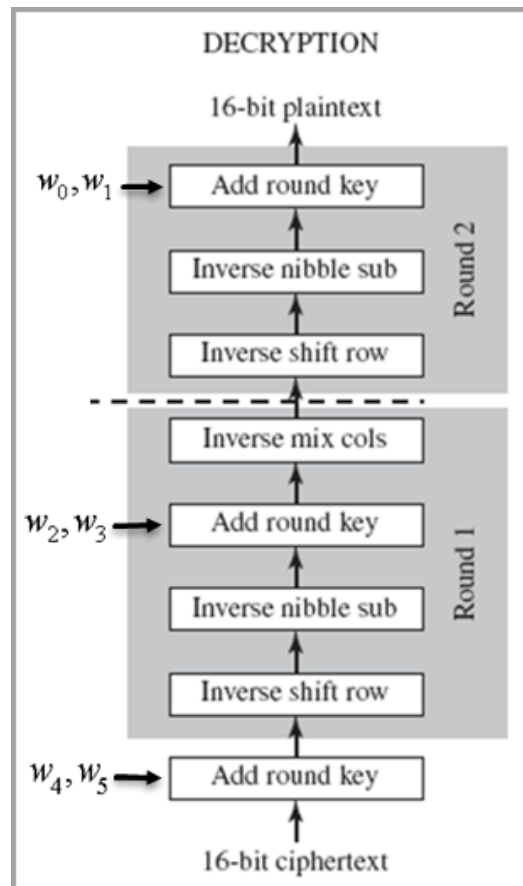 DECRYPTION
16-bit plaintext
w₀, w₁
Add round key
Inverse nibble sub
Inverse shift row
Round 2
Inverse mix cols
w₂, w₃
Add round key
Inverse nibble sub
Inverse shift row
Round 1
w₄, w₅
Add round key
16-bit ciphertext